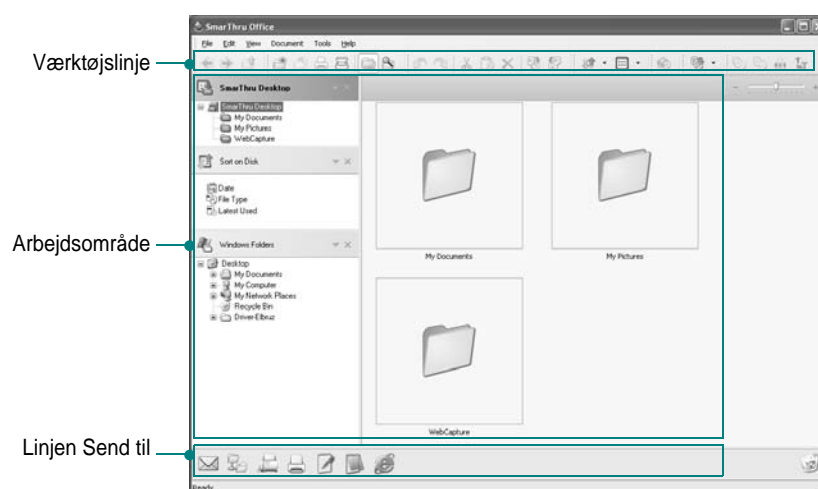 SmarThru Office
File Edit View Document Tools Help
Værktøjslinje
SmarThru Desktop
SmarThru Desktop
My Documents
My Pictures
WebCapture
Sort on Disk
Date
File Type
Latest Used
Arbejdsområde
Windows Folders
Desktop
My Documents
My Computer
My Network Places
Recycle Bin
Driver-Elbruz
My Documents
My Pictures
WebCapture
Linjen Send til
Ready